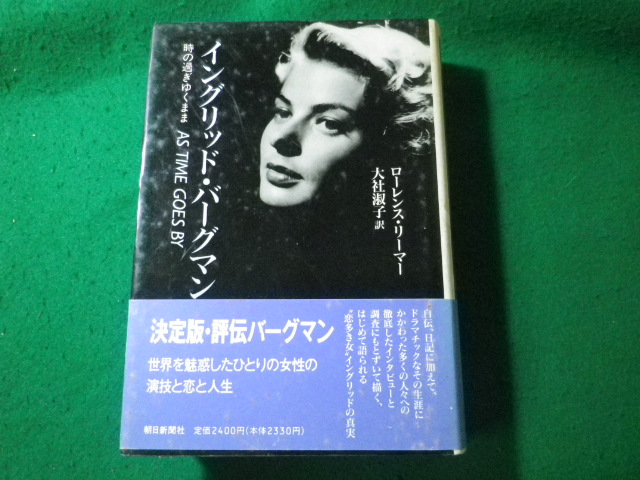 イングリッド・バーグマン
時の過ぎゆくまま AS TIME GOES BY
ローレンス・リーマー
大社淑子 訳
決定版・評伝バーグマン
世界を魅惑したひとりの女性の
演技と恋と人生
自伝、日記に加えて、
ドラマチックなその生涯に
かかわった多くの人々への
徹底したインタビューと
調査にもとずいて描く、
はじめて語られる
"恋多き女"イングリッドの真実
朝日新聞社 定価2400円(本体2330円)